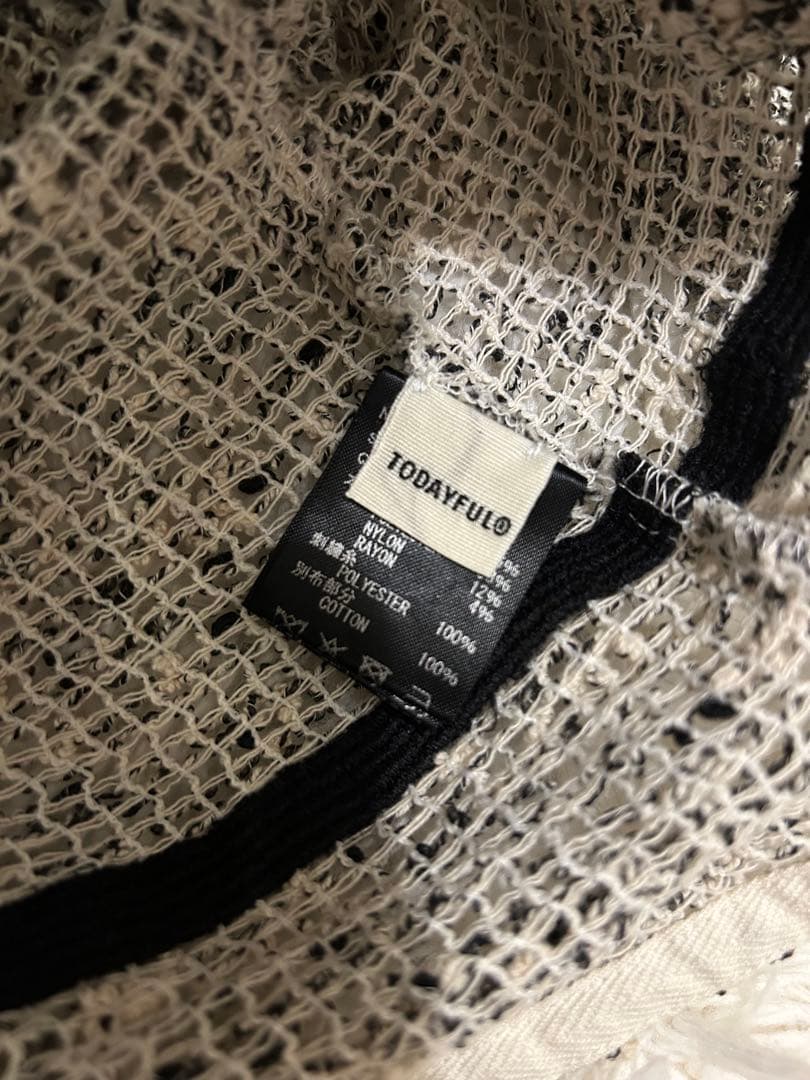 TODAYFUL®
NYLON 12%
RAYON 4%
刺繍糸
POLYESTER 100%
別布部分
COTTON 100%